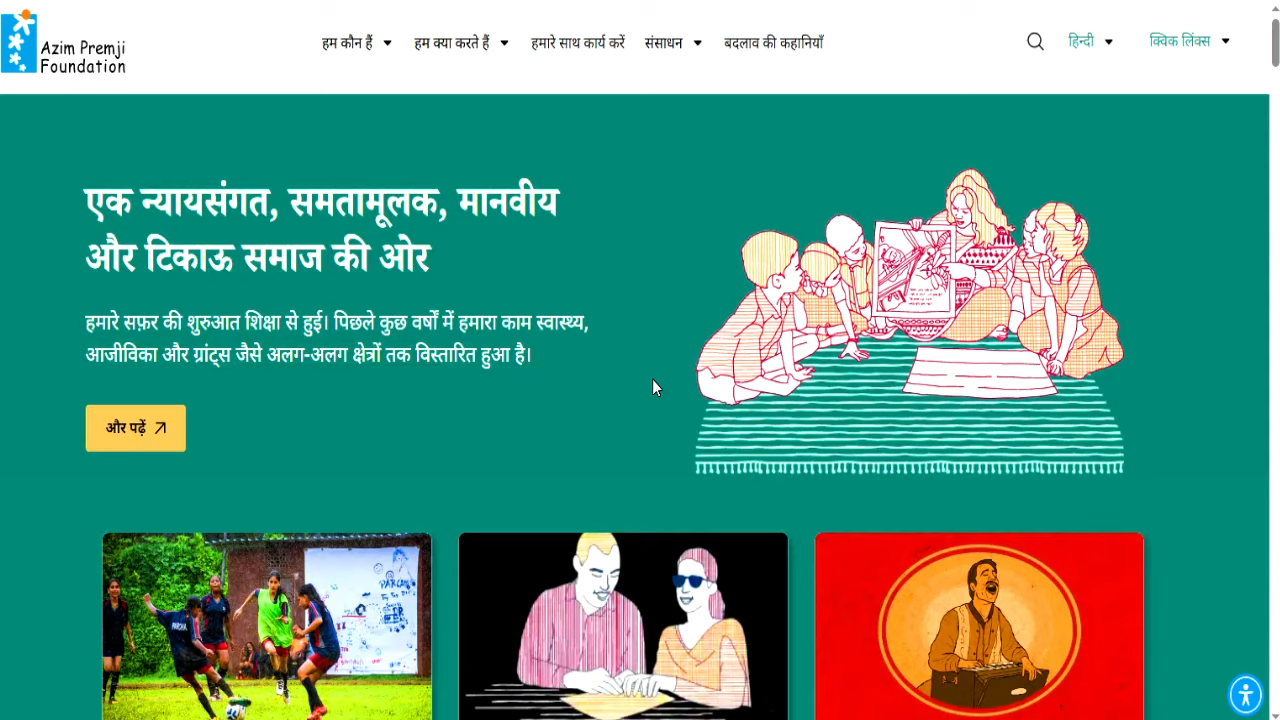 Azim Premji
Foundation
हम कौन हैं
हम क्या करते हैं
हमारे साथ कार्य करें
संसाधन
बदलाव की कहानियाँ
हिन्दी
क्विक लिंक्स
एक न्यायसंगत, समतामूलक, मानवीय
और टिकाऊ समाज की ओर
हमारे सफ़र की शुरुआत शिक्षा से हुई। पिछले कुछ वर्षों में हमारा काम स्वास्थ्य,
आजीविका और ग्रांट्स जैसे अलग-अलग क्षेत्रों तक विस्तारित हुआ है।
और पढ़ें